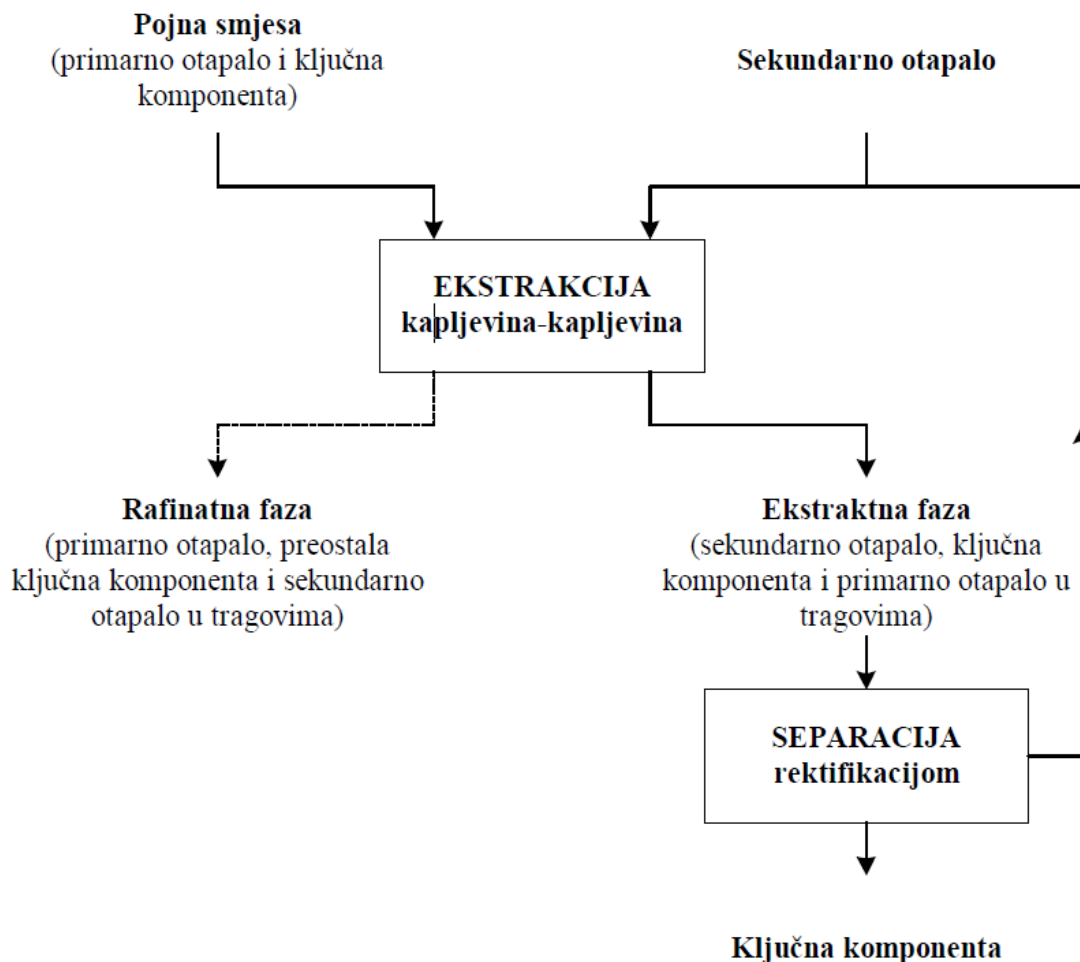 Pojna smjesa
(primarno otapalo i ključna
komponenta)
Sekundarno otapalo
EKSTRAKCIJA
kapljevina-kapljevina
Rafinatna faza
(primarno otapalo, preostala
ključna komponenta i sekundarno
otapalo u tragovima)
Ekstraktna faza
(sekundarno otapalo, ključna
komponenta i primarno otapalo u
tragovima)
SEPARACIJA
rektifikacijom
Ključna komponenta